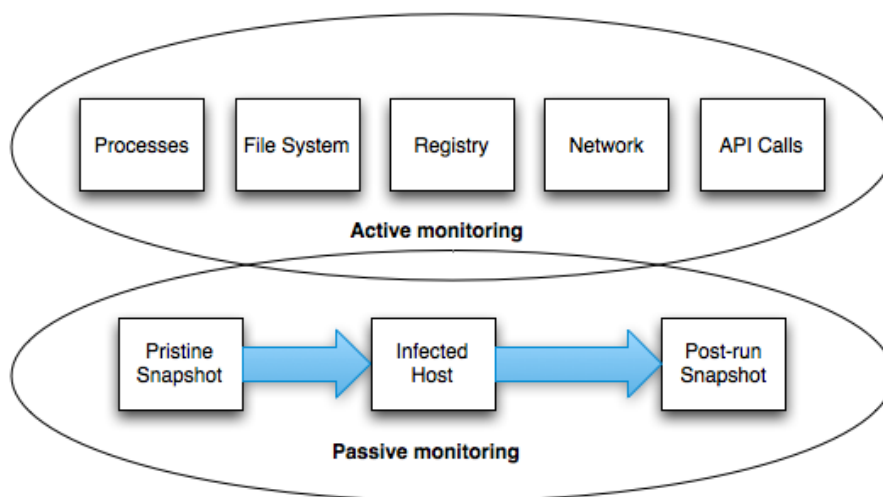 Processes
File System
Registry
Network
API Calls
Active monitoring
Pristine
Snapshot
Infected
Host
Post-run
Snapshot
Passive monitoring